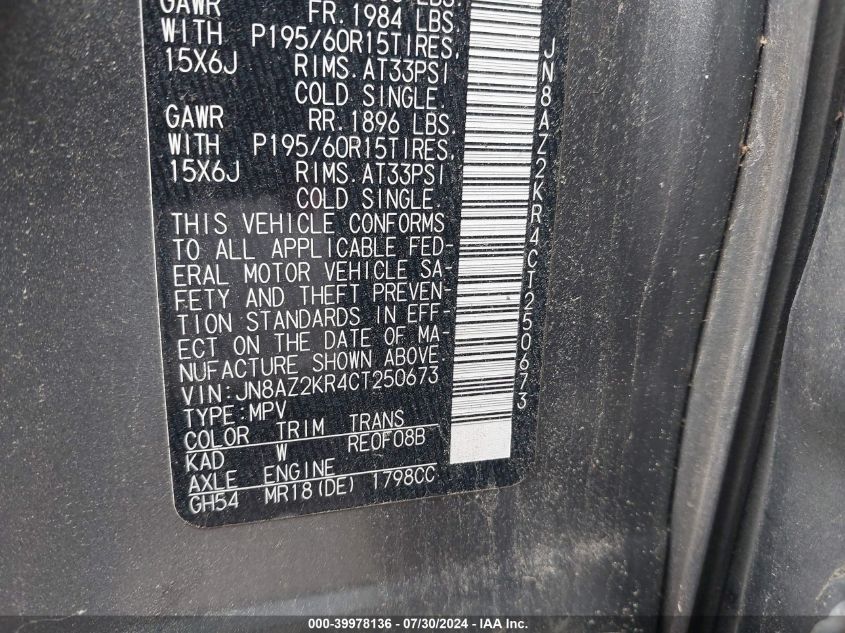 GAWR FR. 1984 LBS.
WITH P195/60R15TIRES,
15X6J RIMS. AT33PSI
COLD SINGLE.
GAWR RR. 1896 LBS.
WITH P195/60R15TIRES,
15X6J RIMS. AT33PSI
COLD SINGLE.
THIS VEHICLE CONFORMS
TO ALL APPLICABLE FED-
ERAL MOTOR VEHICLE SA-
FETY AND THEFT PREVEN-
TION STANDARDS IN EFF-
ECT ON THE DATE OF MA-
NUFACTURE SHOWN ABOVE.
VIN:JN8AZ2KR4CT250673
TYPE:MPV
COLOR TRIM TRANS
KAD W RE0F08B
AXLE ENGINE
GH54 MR18(DE) 1798CC
JN8AZ2KR4CT250673
000-39978136 - 07/30/2024 - IAA Inc.